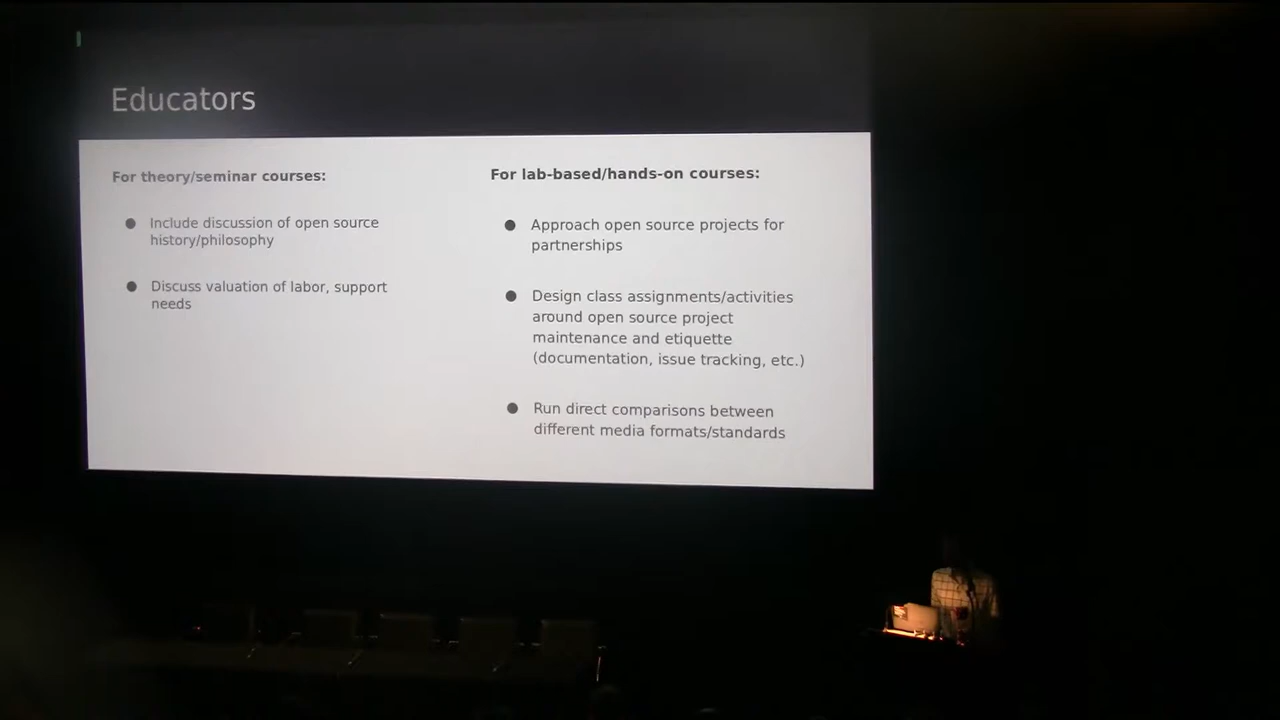 Educators
For theory/seminar courses:
● Include discussion of open source
history/philosophy
● Discuss valuation of labor, support
needs
For lab-based/hands-on courses:
● Approach open source projects for
partnerships
● Design class assignments/activities
around open source project
maintenance and etiquette
(documentation, issue tracking, etc.)
● Run direct comparisons between
different media formats/standards